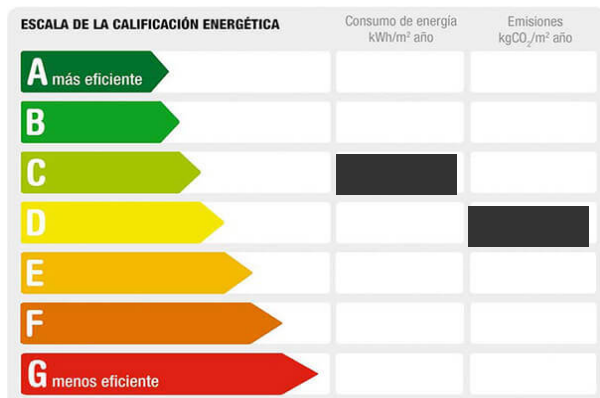 ESCALA DE LA CALIFICACIÓN ENERGÉTICA
Consumo de energía
kWh/m² año
Emisiones
kgCO₂/m² año
A más eficiente
B
C
D
E
F
G menos eficiente